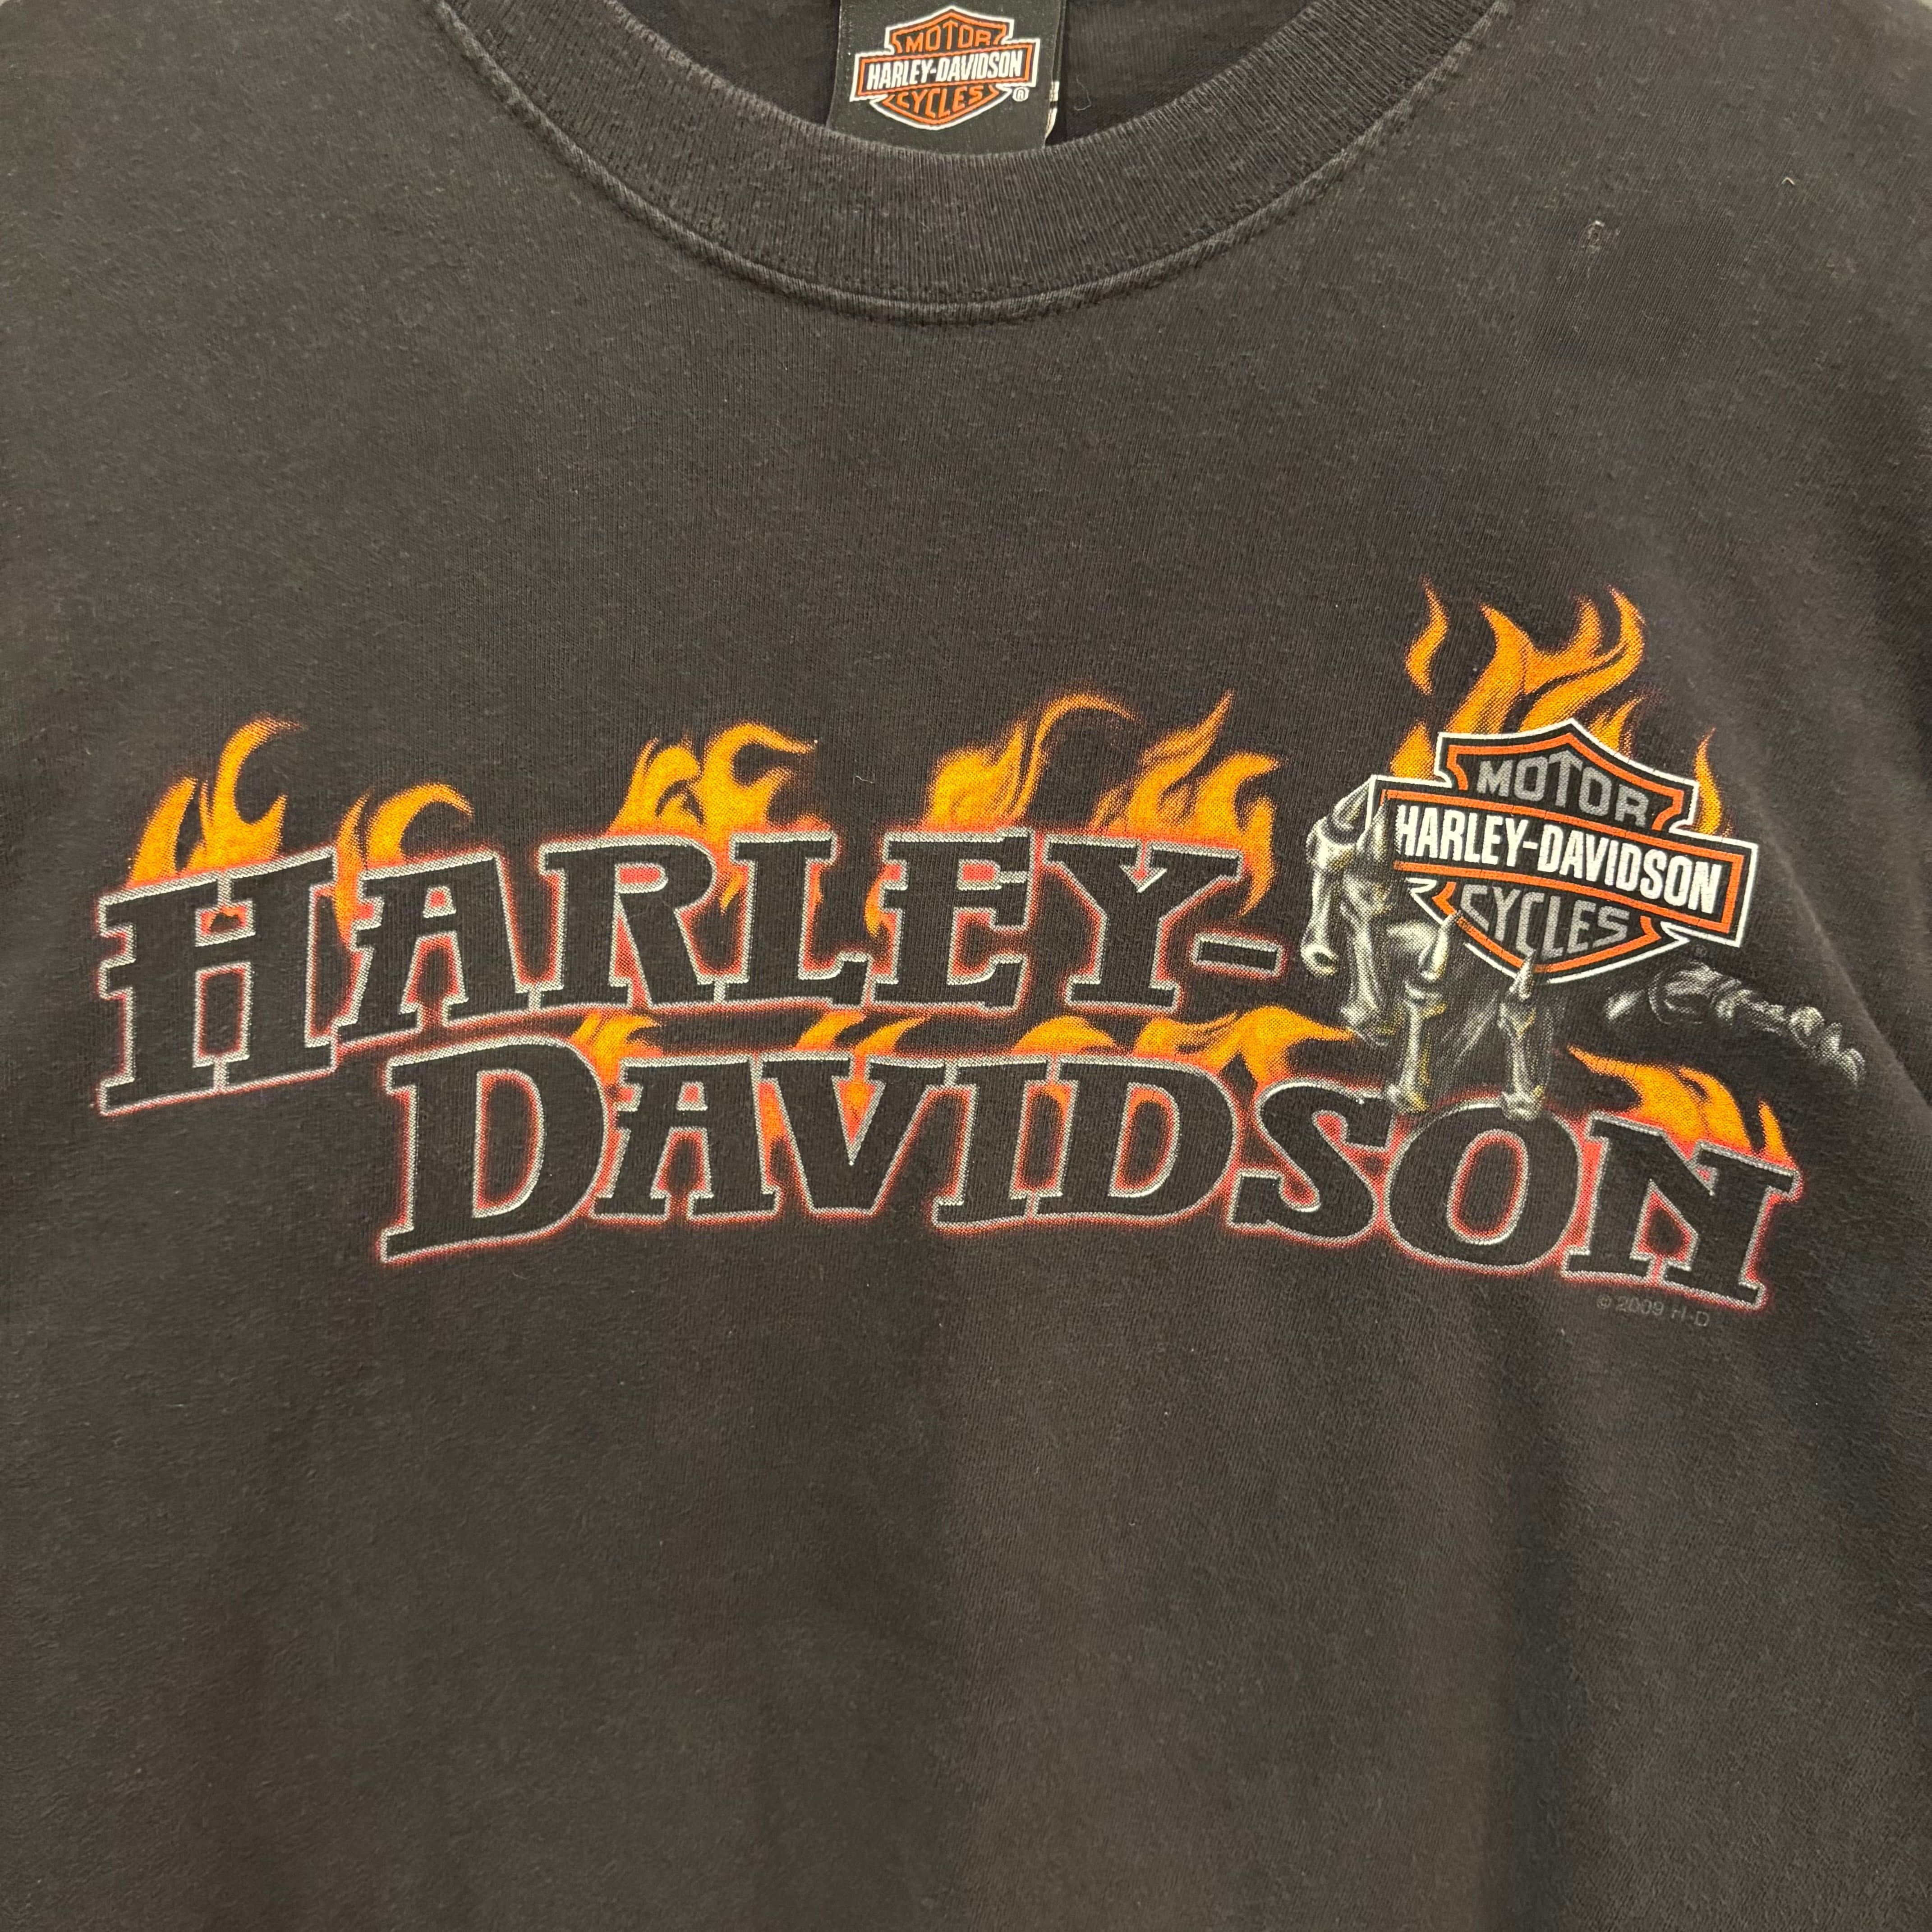 MOTOR
HARLEY-DAVIDSON
CYCLES
®
MOTOR
HARLEY-DAVIDSON
CYCLES
®
HARLEY-
DAVIDSON
© 2009 H-D